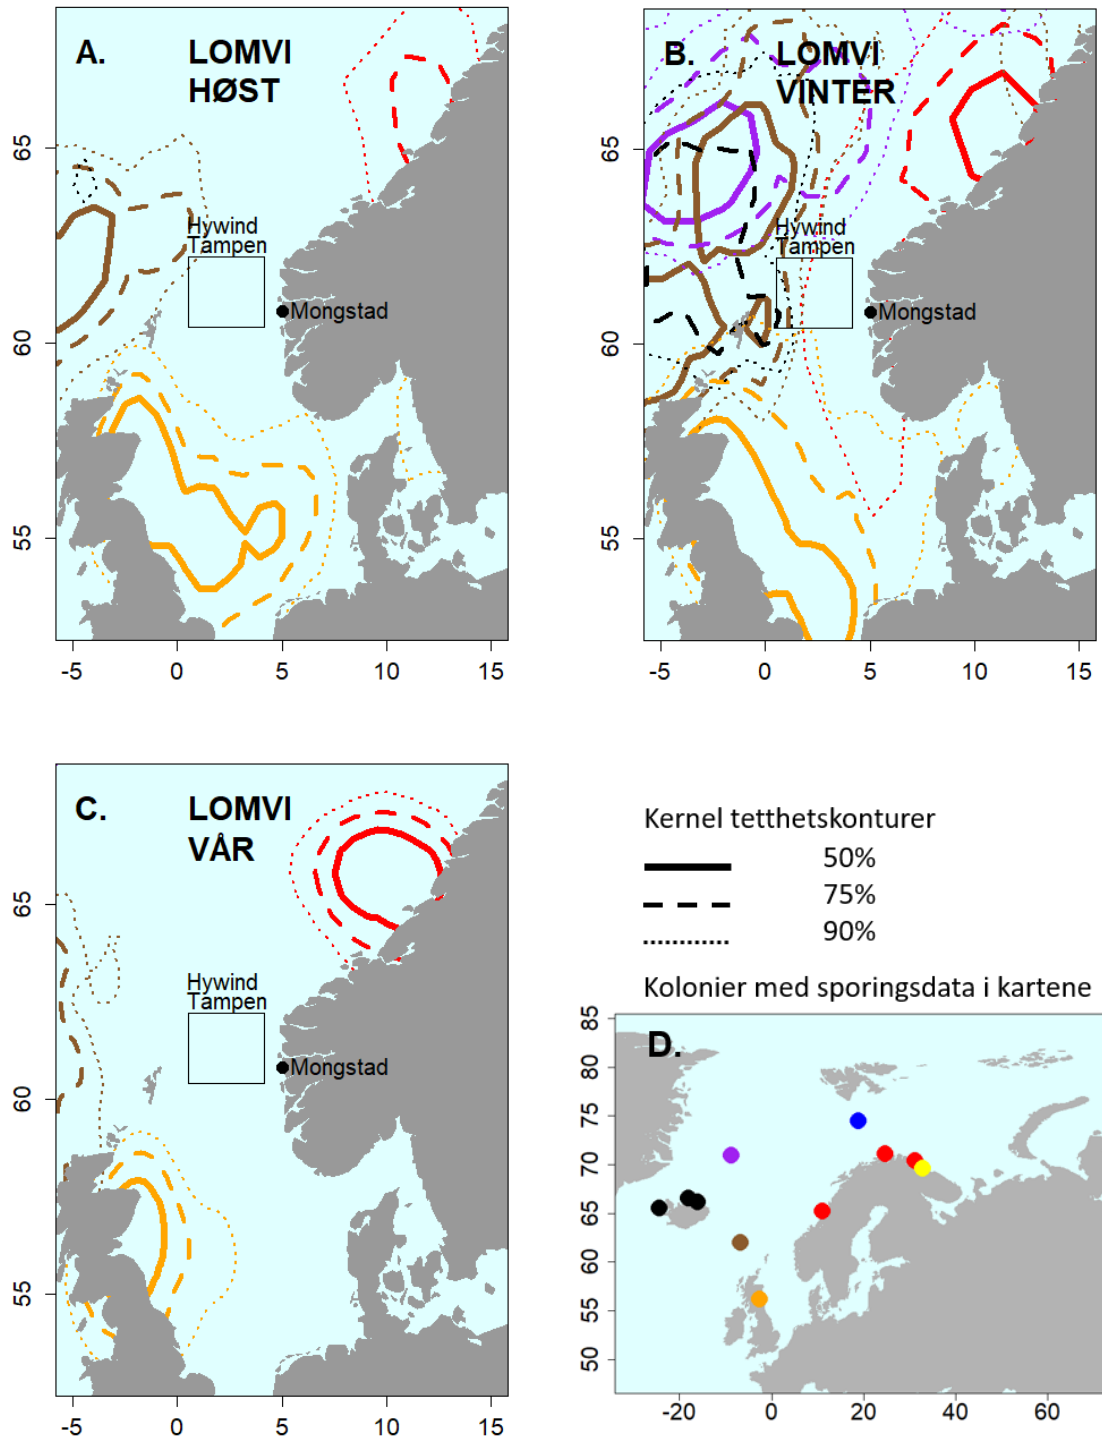 A.
LOMVI
HØST
Hywind
Tampen
Mongstad
65
60
55
-5 0 5 10 15
B.
LOMVI
VINTER
Hywind
Tampen
Mongstad
65
60
55
-5 0 5 10 15
C.
LOMVI
VÅR
Hywind
Tampen
Mongstad
65
60
55
-5 0 5 10 15
Kernel tetthetskonturer
50%
75%
90%
Kolonier med sporingsdata i kartene
D.
85
80
75
70
65
60
55
50
-20 0 20 40 60